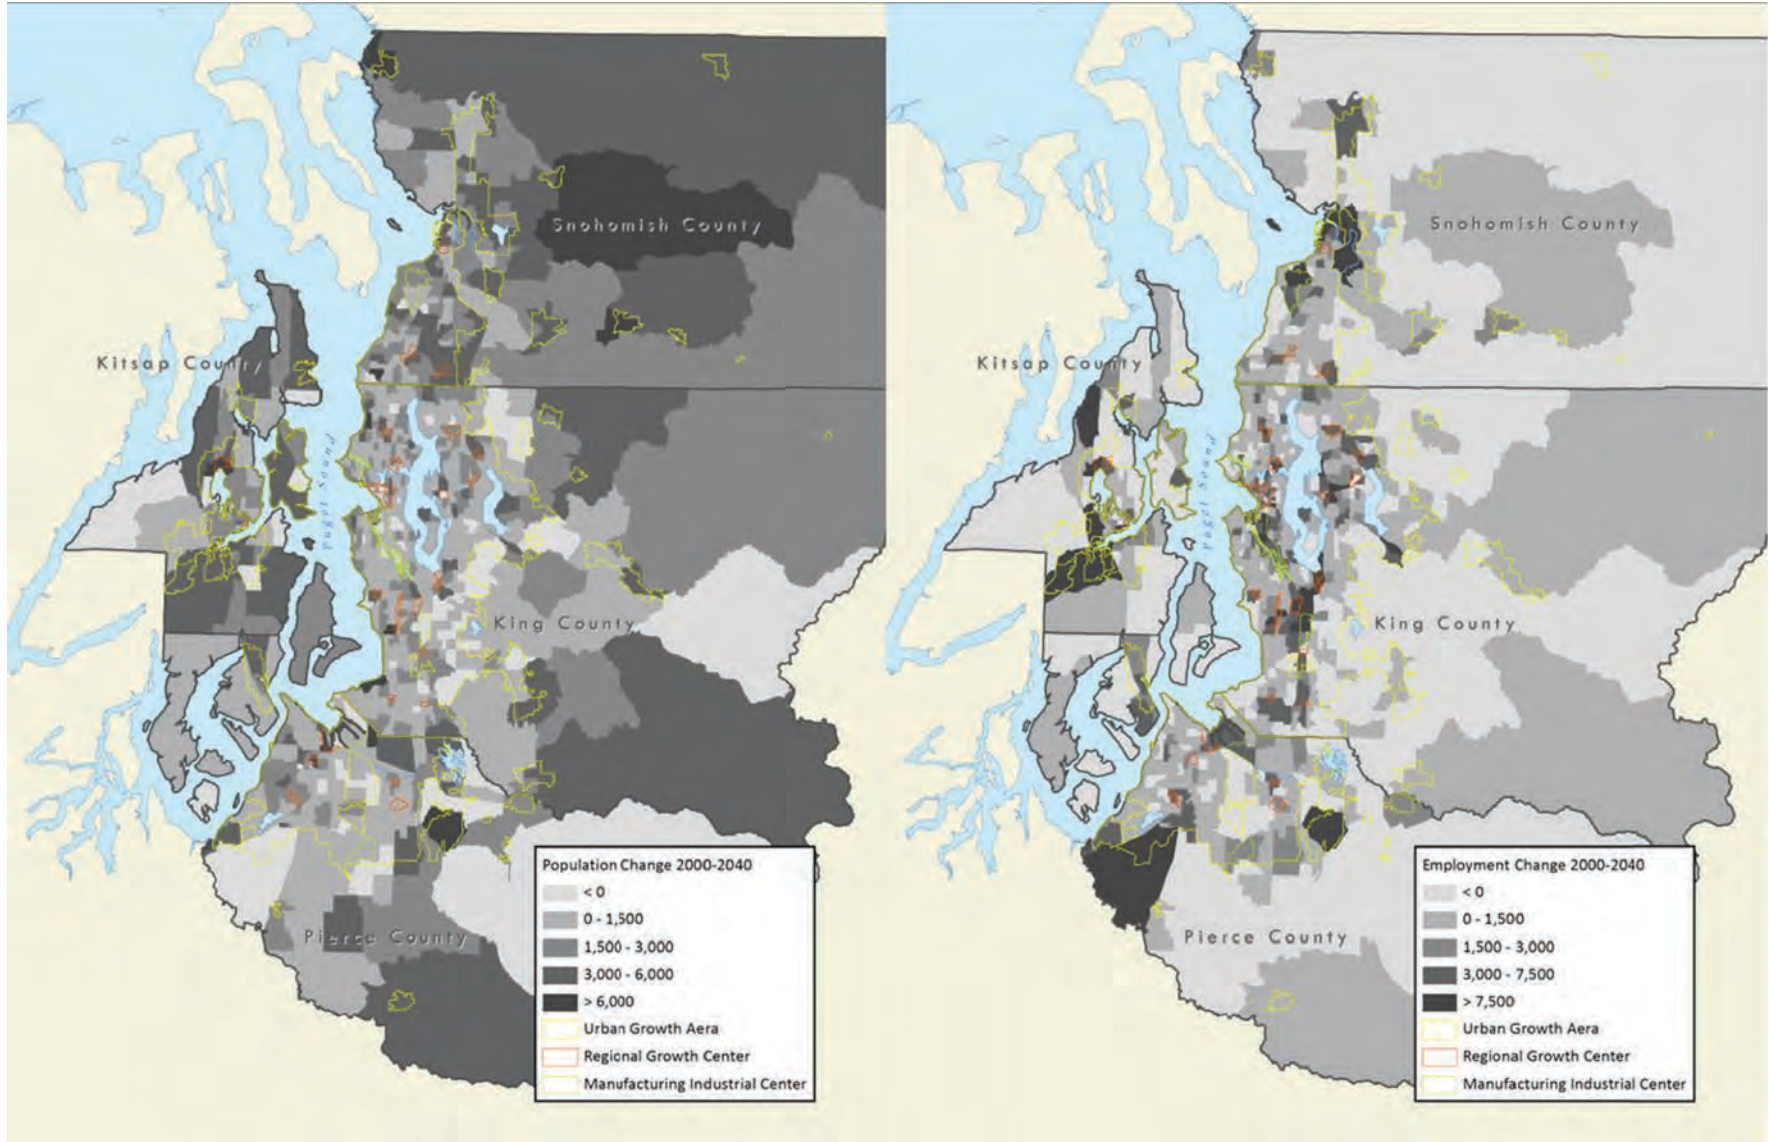 Snohomish County
Kitsap County
Puget Sound
King County
Pierce County
Population Change 2000-2040
< 0
0 - 1,500
1,500 - 3,000
3,000 - 6,000
> 6,000
Urban Growth Aera
Regional Growth Center
Manufacturing Industrial Center
Snohomish County
Kitsap County
Puget Sound
King County
Pierce County
Employment Change 2000-2040
< 0
0 - 1,500
1,500 - 3,000
3,000 - 7,500
> 7,500
Urban Growth Aera
Regional Growth Center
Manufacturing Industrial Center